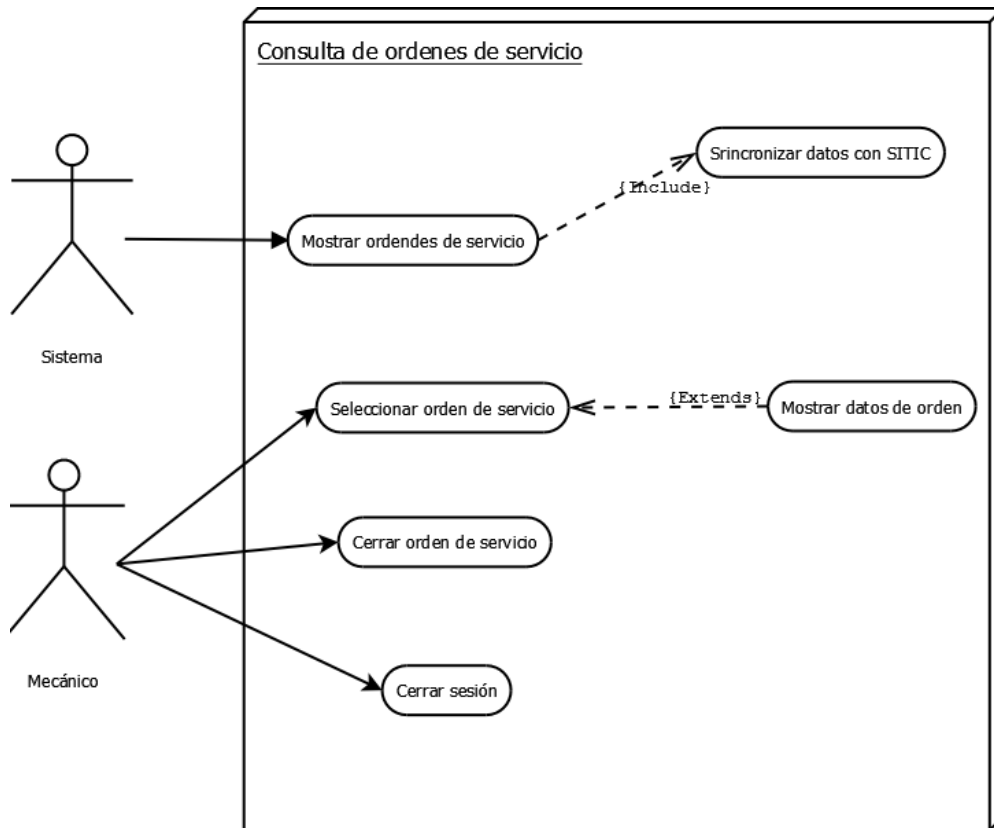 Consulta de ordenes de servicio
Srincronizar datos con SITIC
{Include}
Mostrar ordendes de servicio
Sistema
{Extends}
Seleccionar orden de servicio
Mostrar datos de orden
Cerrar orden de servicio
Mecánico
Cerrar sesión